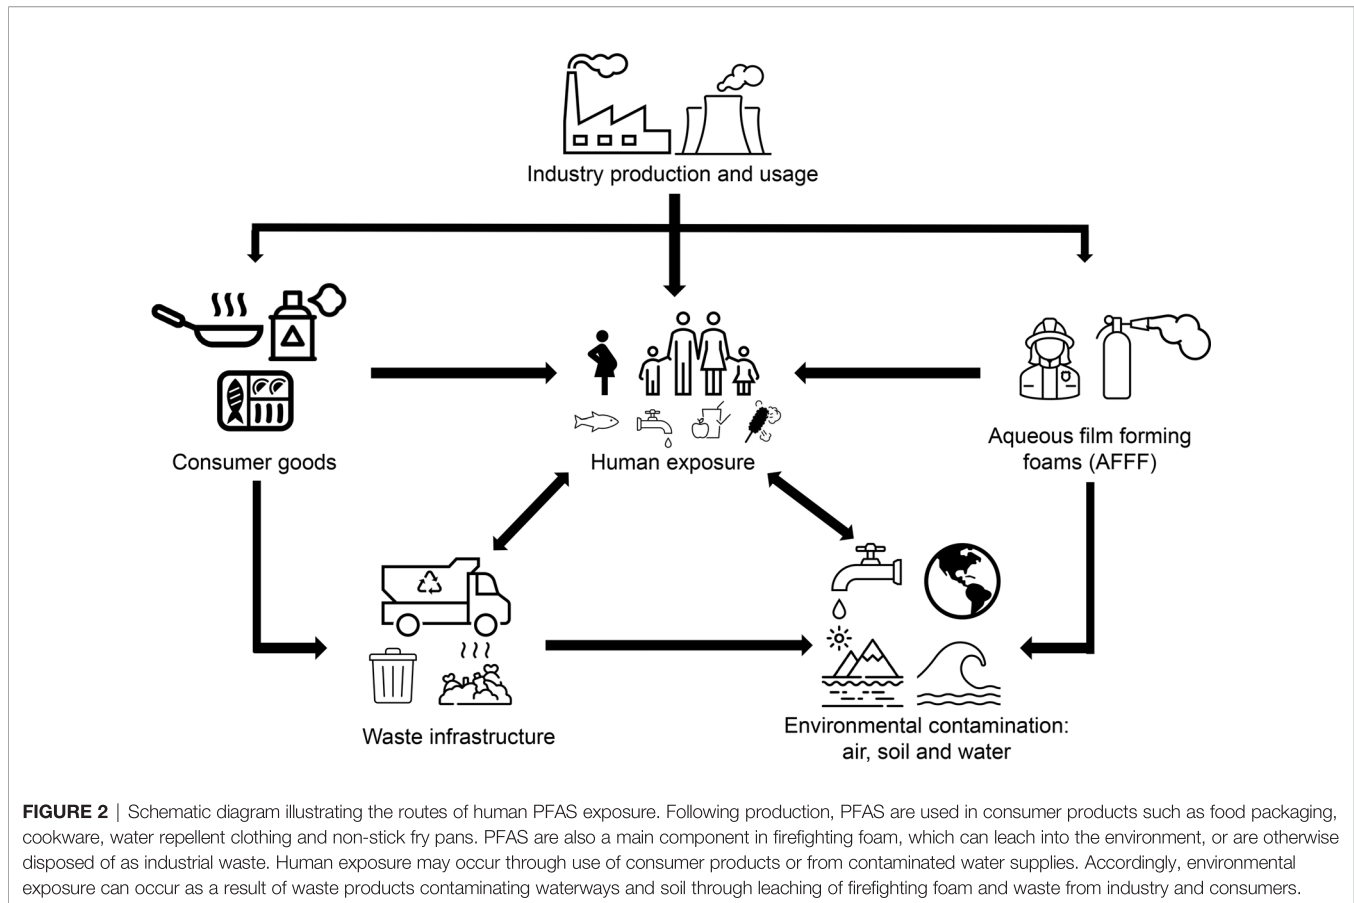 Industry production and usage
Consumer goods
Human exposure
Aqueous film forming
foams (AFFF)
Waste infrastructure
Environmental contamination:
air, soil and water
FIGURE 2 | Schematic diagram illustrating the routes of human PFAS exposure. Following production, PFAS are used in consumer products such as food packaging,
cookware, water repellent clothing and non-stick fry pans. PFAS are also a main component in firefighting foam, which can leach into the environment, or are otherwise
disposed of as industrial waste. Human exposure may occur through use of consumer products or from contaminated water supplies. Accordingly, environmental
exposure can occur as a result of waste products contaminating waterways and soil through leaching of firefighting foam and waste from industry and consumers.